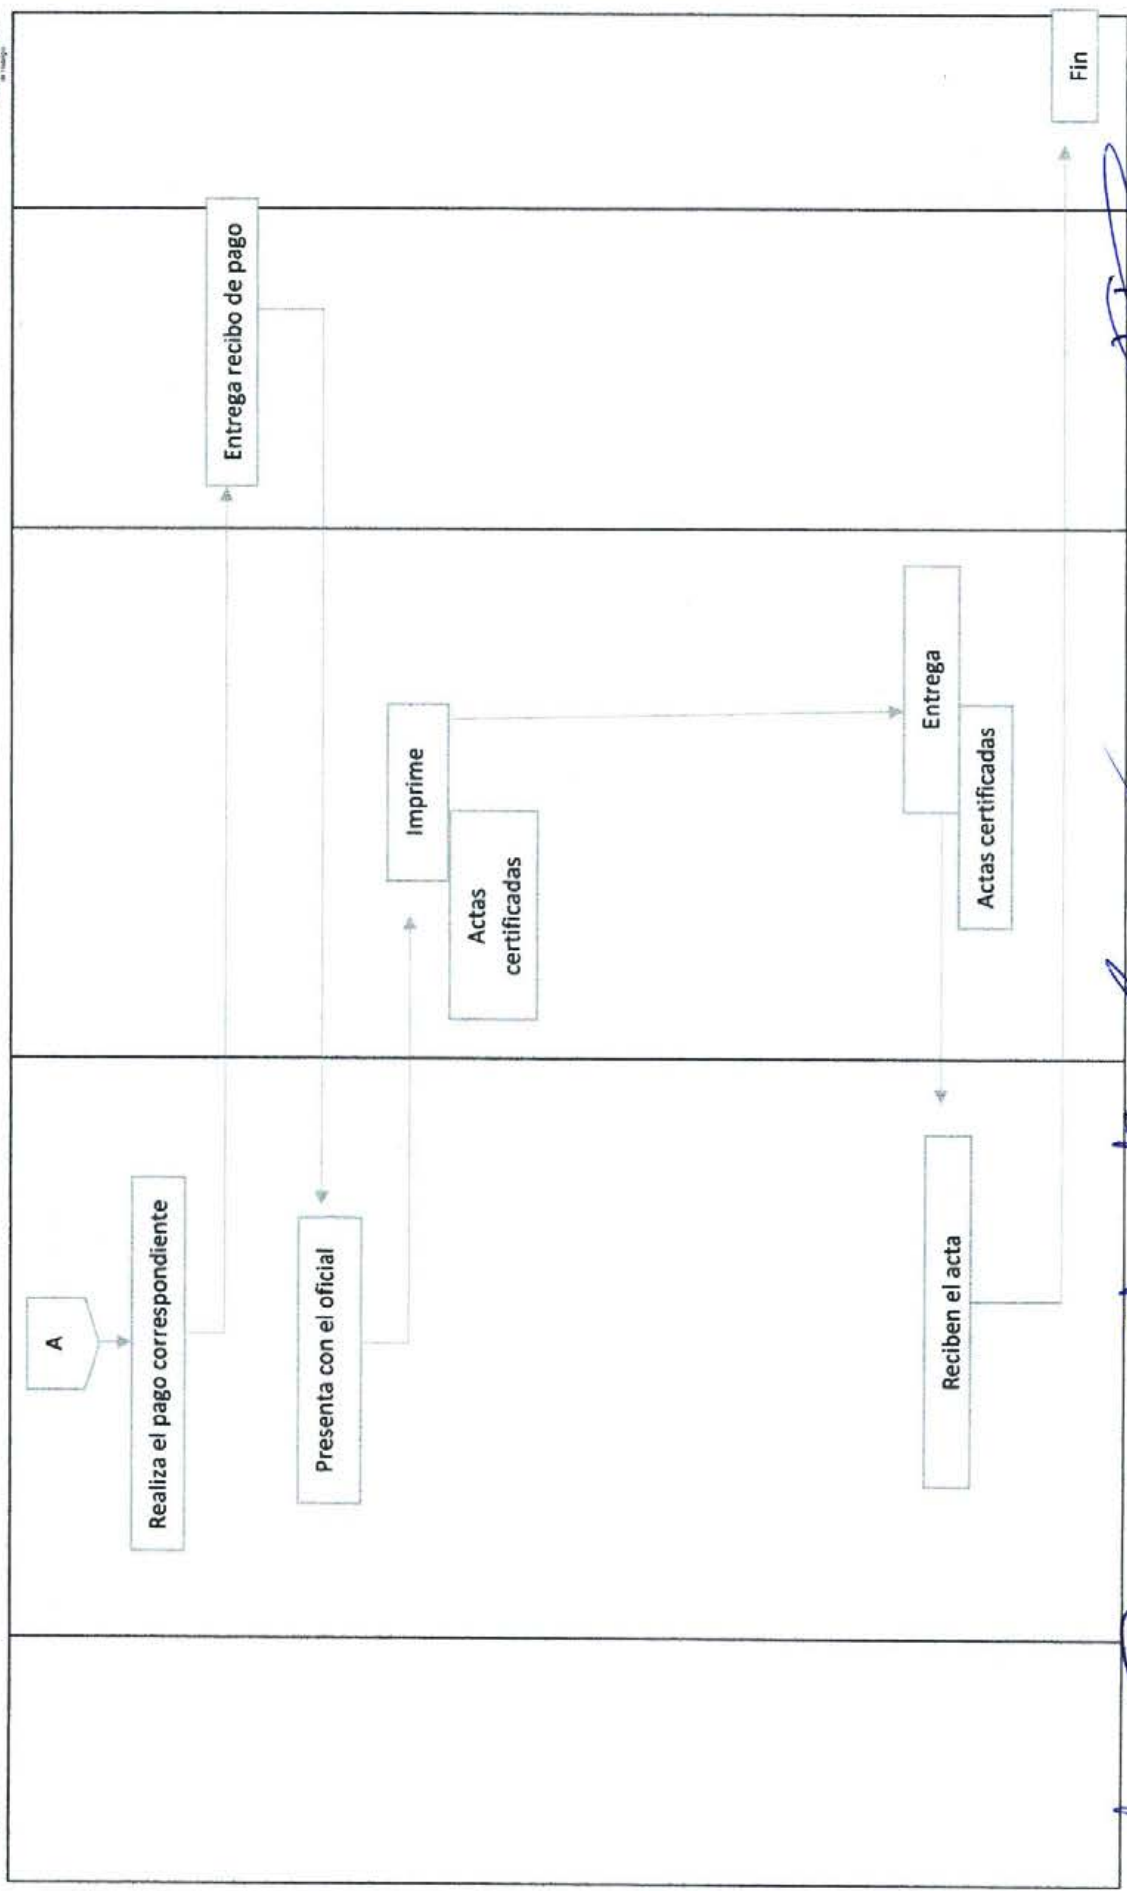 A
Realiza el pago correspondiente
Entrega recibo de pago
Presenta con el oficial
Imprime
Actas
certificadas
Entrega
Actas certificadas
Reciben el acta
Fin